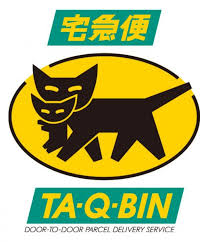 宅急便
TA-Q-BIN
DOOR-TO-DOOR PARCEL DELIVERY SERVICE